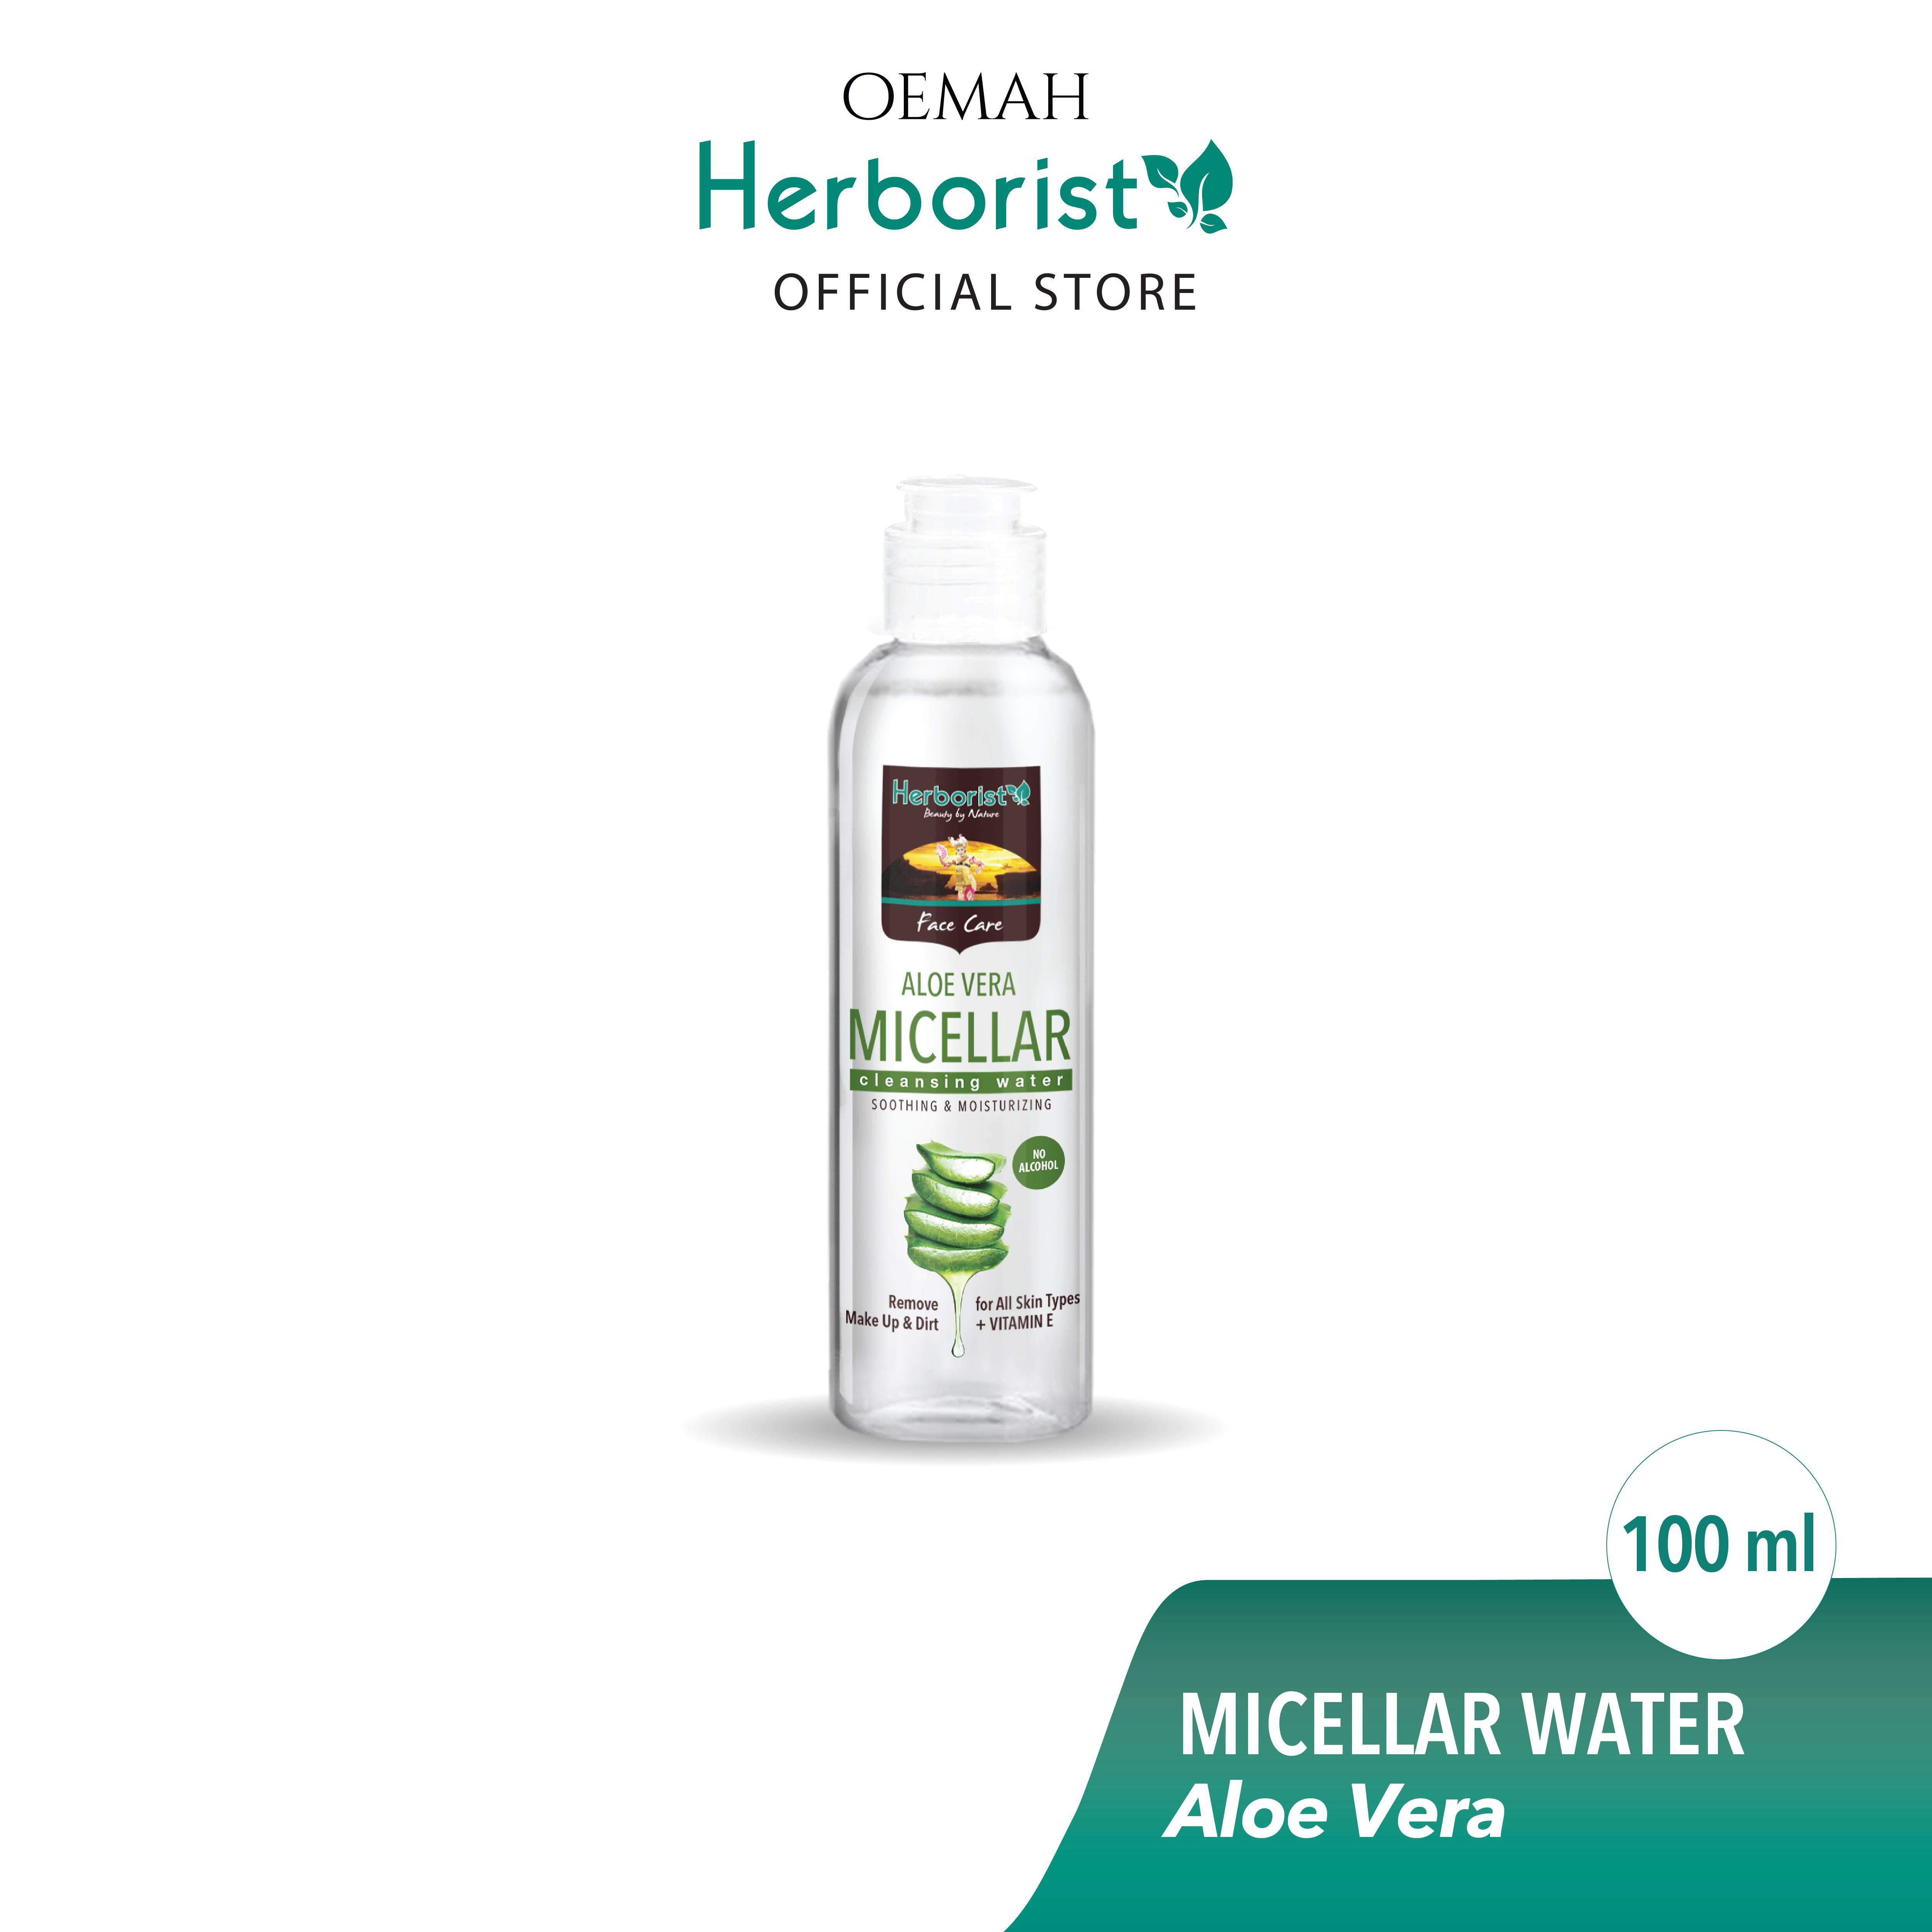 OEMAH
Herborist
OFFICIAL STORE
Herborist
Beauty by Nature
Face Care
ALOE VERA
MICELLAR
cleansing water
SOOTHING & MOISTURIZING
NO
ALCOHOL
Remove
Make Up & Dirt
for All Skin Types
+ VITAMIN E
100 ml
MICELLAR WATER
Aloe Vera